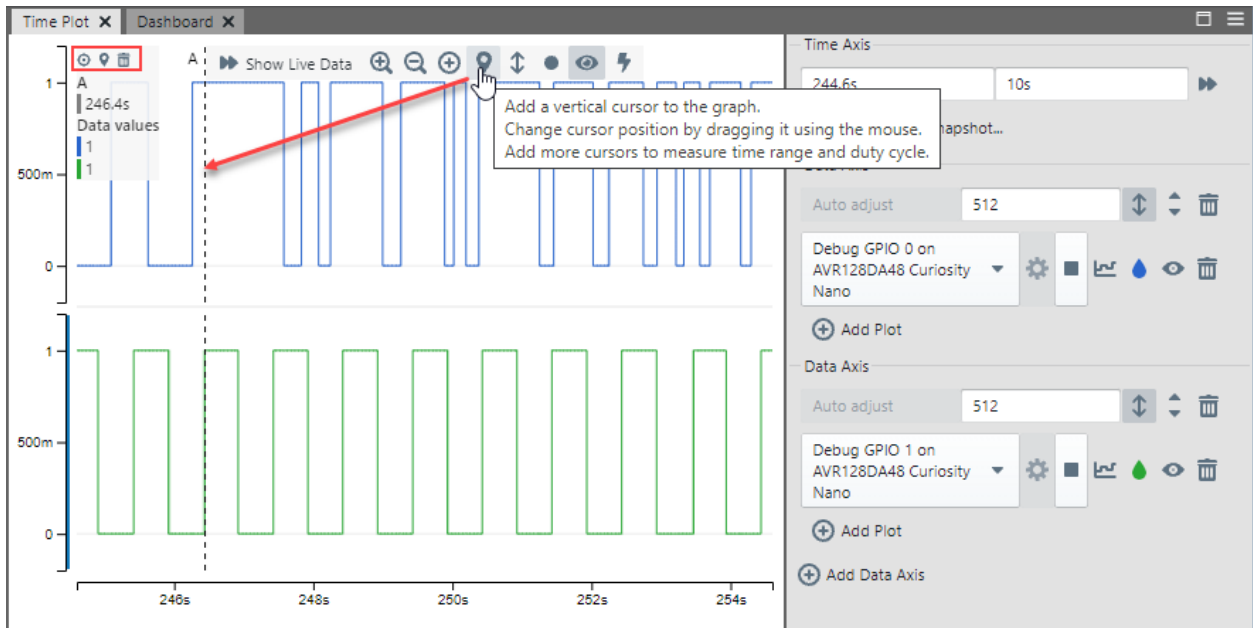 Time Plot
Dashboard
A
Show Live Data
A
246.4s
Data values
1
1
1
500m
0
1
500m
0
246s
248s
250s
252s
254s
Add a vertical cursor to the graph.
Change cursor position by dragging it using the mouse.
Add more cursors to measure time range and duty cycle.
Time Axis
244.6s
10s
Auto adjust
512
Debug GPIO 0 on
AVR128DA48 Curiosity
Nano
Add Plot
Data Axis
Auto adjust
512
Debug GPIO 1 on
AVR128DA48 Curiosity
Nano
Add Plot
Add Data Axis